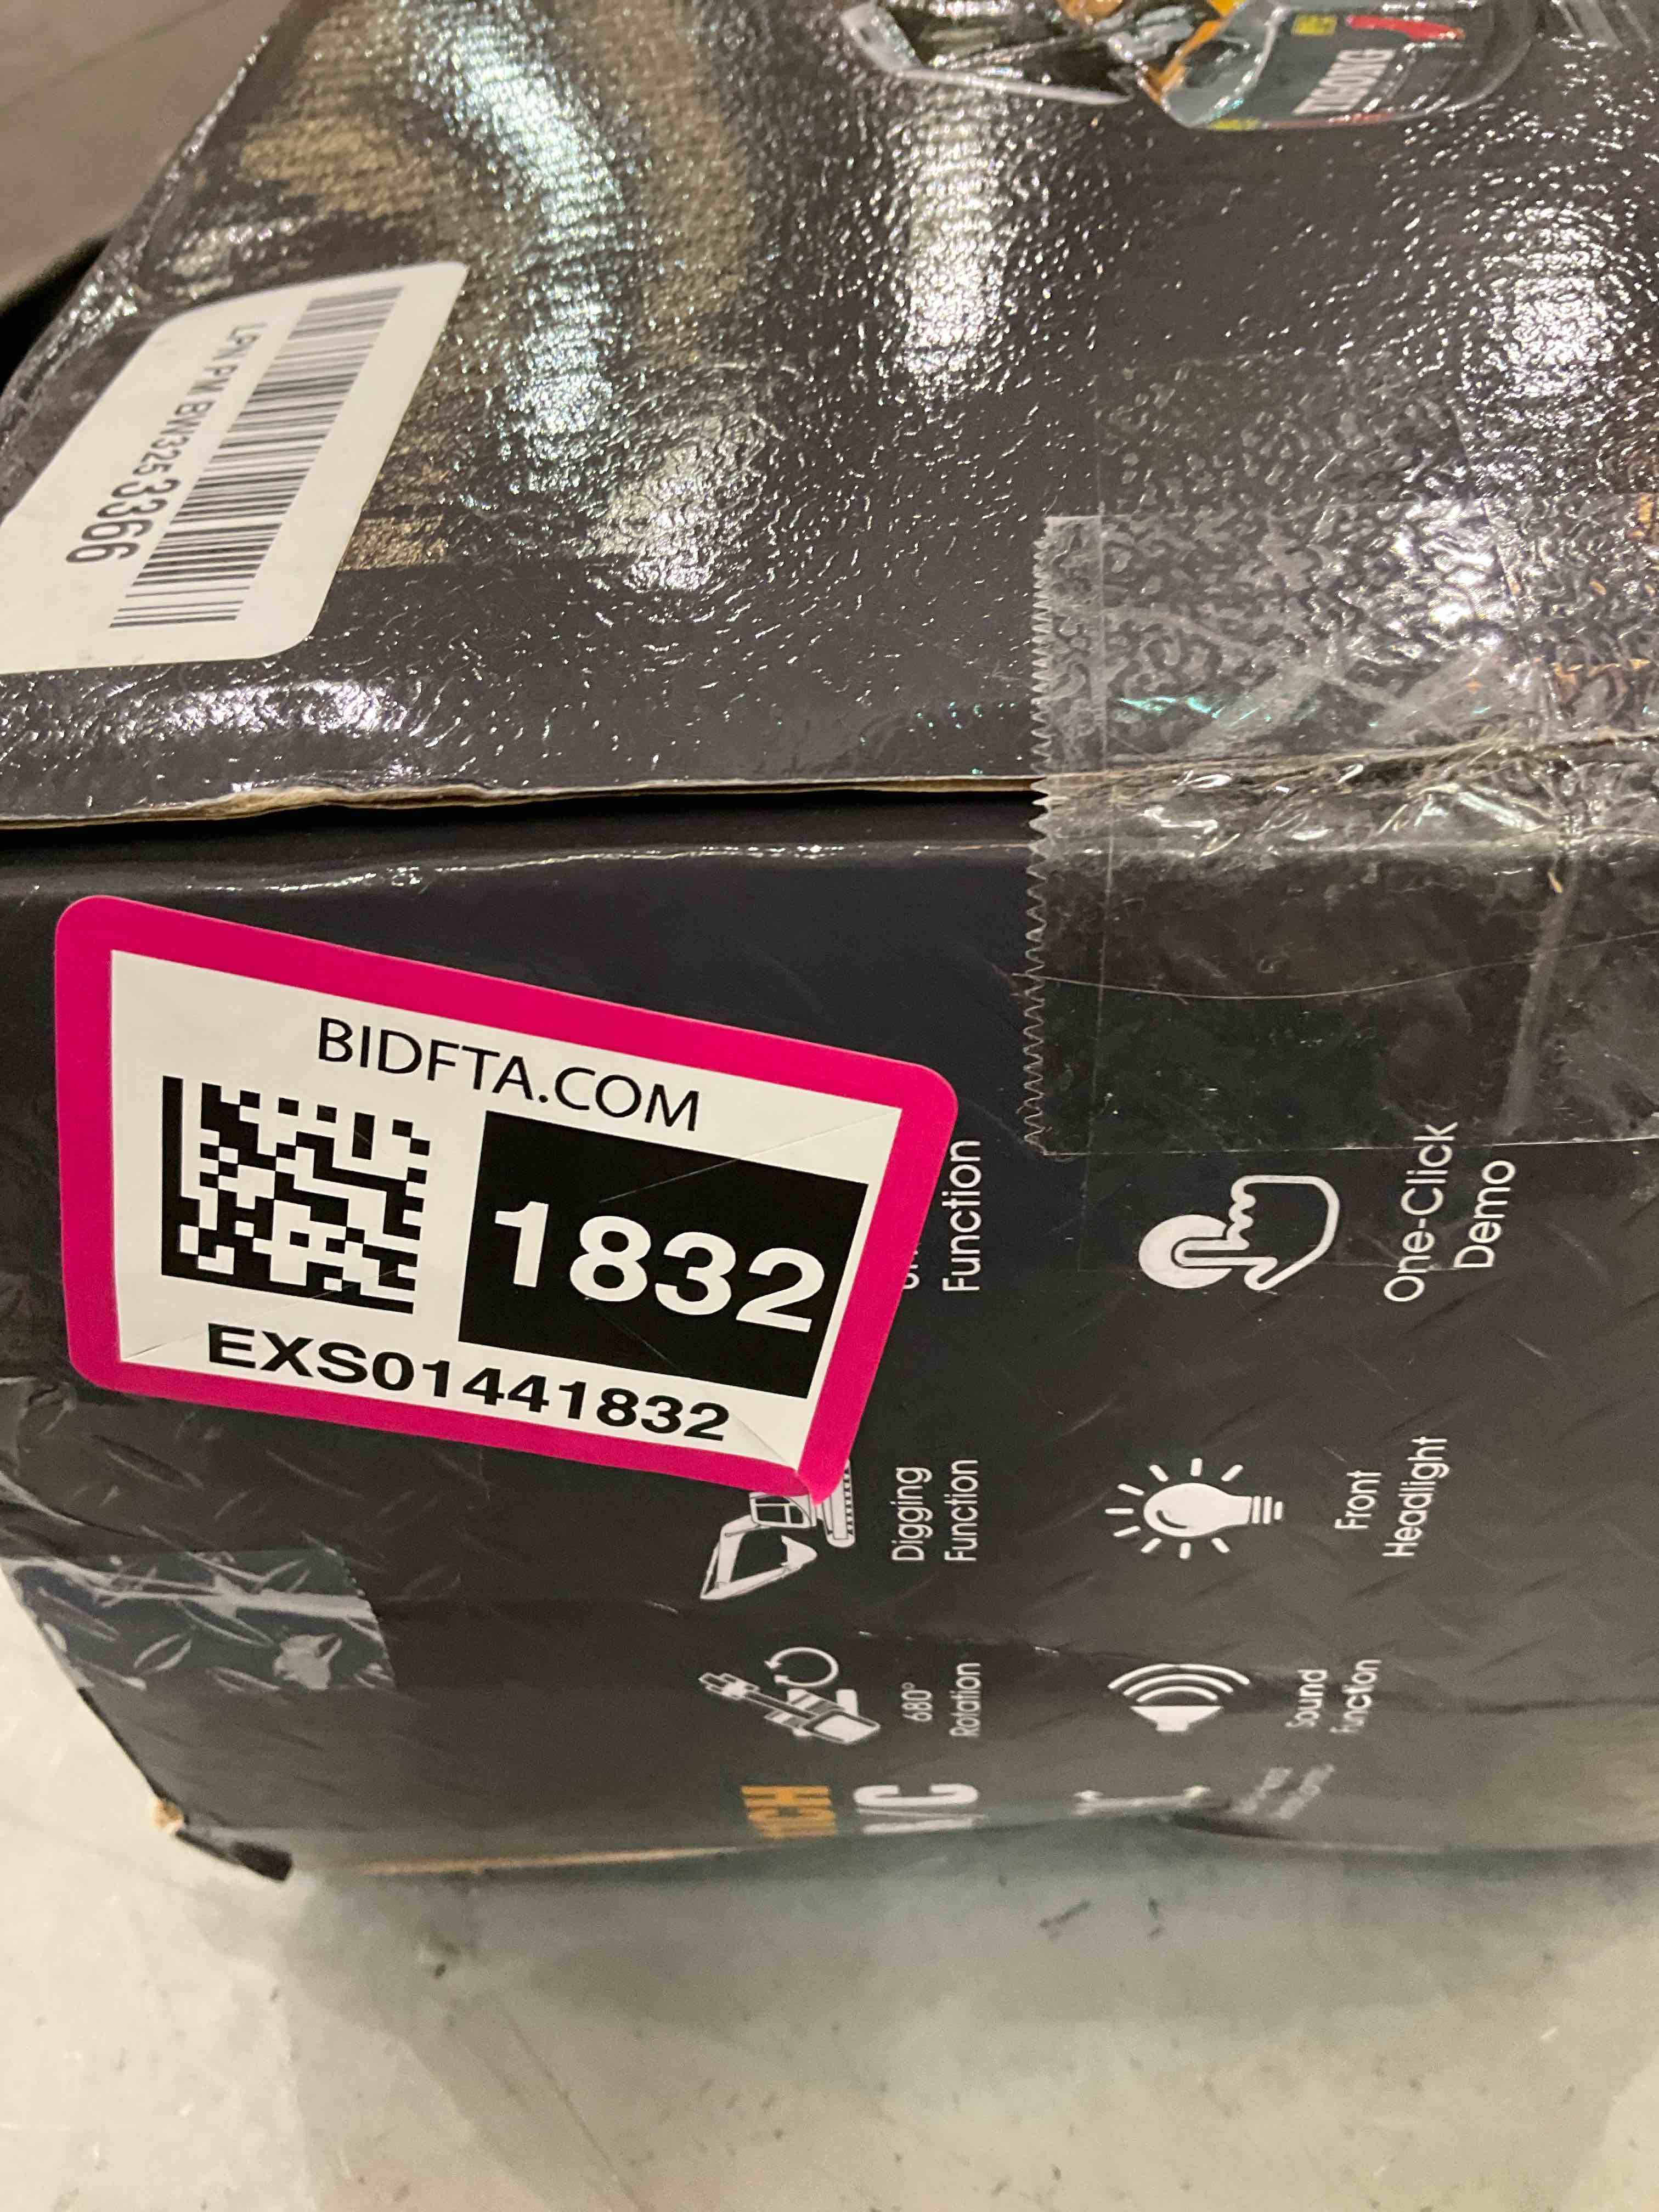 LPN PM BW3253366
BIDFTA.COM
1832
EXS01441832
Function
Digging
Function
680°
Rotation
One-Click
Demo
Front
Headlight
Sound
Function